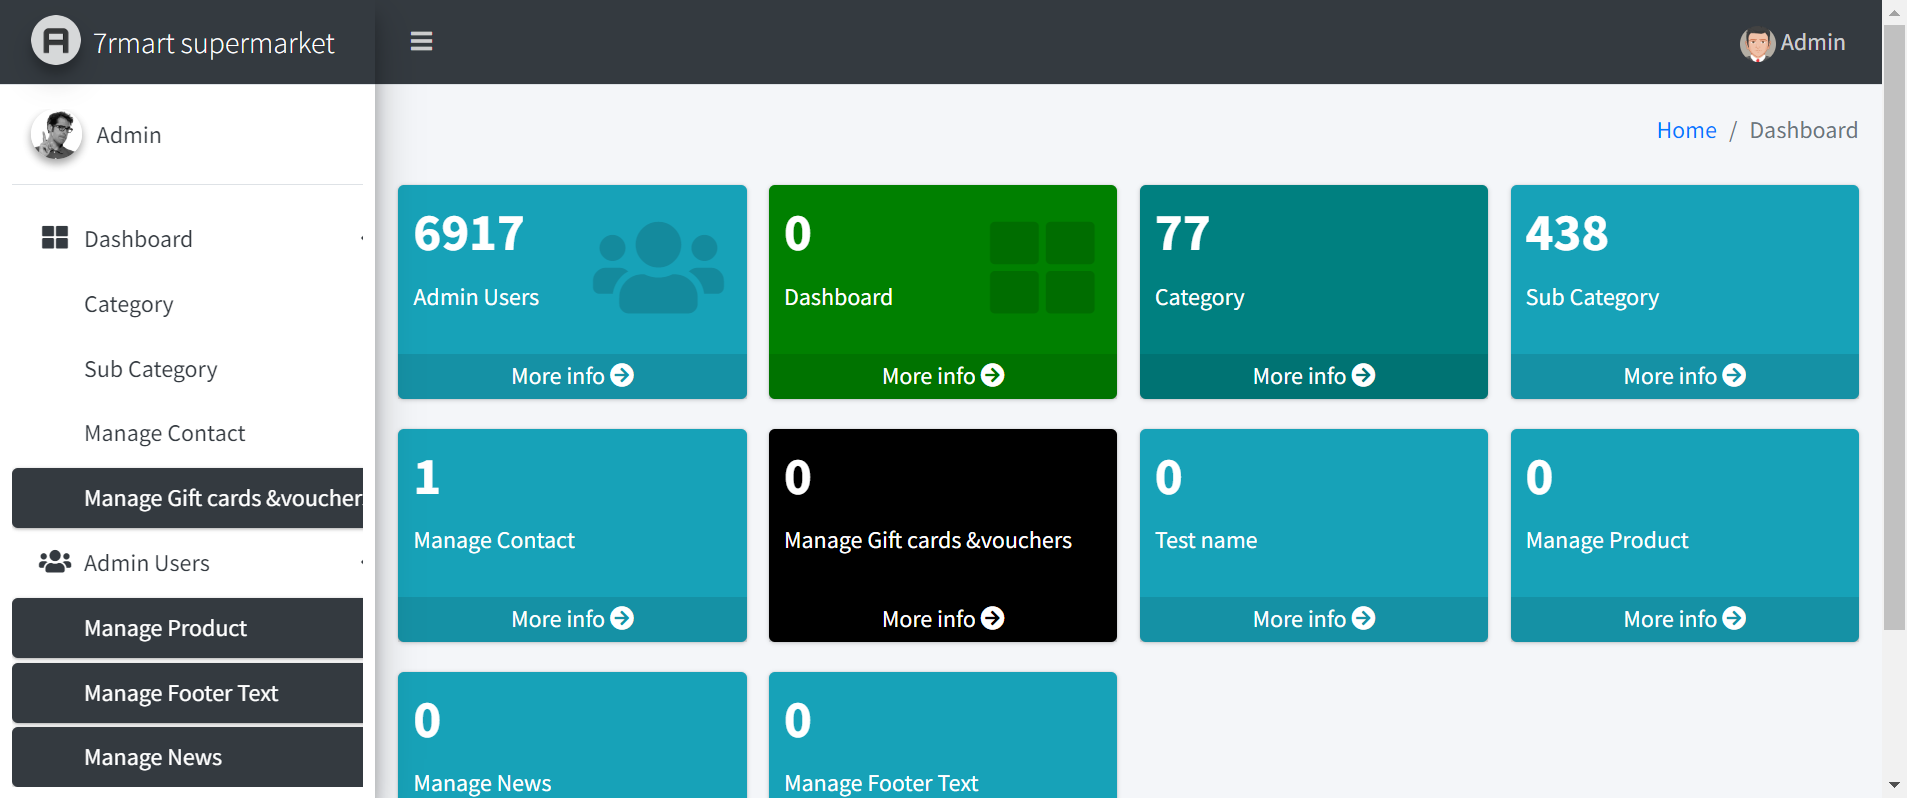 7rmart supermarket
Admin
Admin
Home / Dashboard
Dashboard
Category
Sub Category
Manage Contact
Manage Gift cards &voucher
Admin Users
Manage Product
Manage Footer Text
Manage News
6917
Admin Users
More info
0
Dashboard
More info
77
Category
More info
438
Sub Category
More info
1
Manage Contact
More info
0
Manage Gift cards &vouchers
More info
0
Test name
More info
0
Manage Product
More info
0
Manage News
0
Manage Footer Text